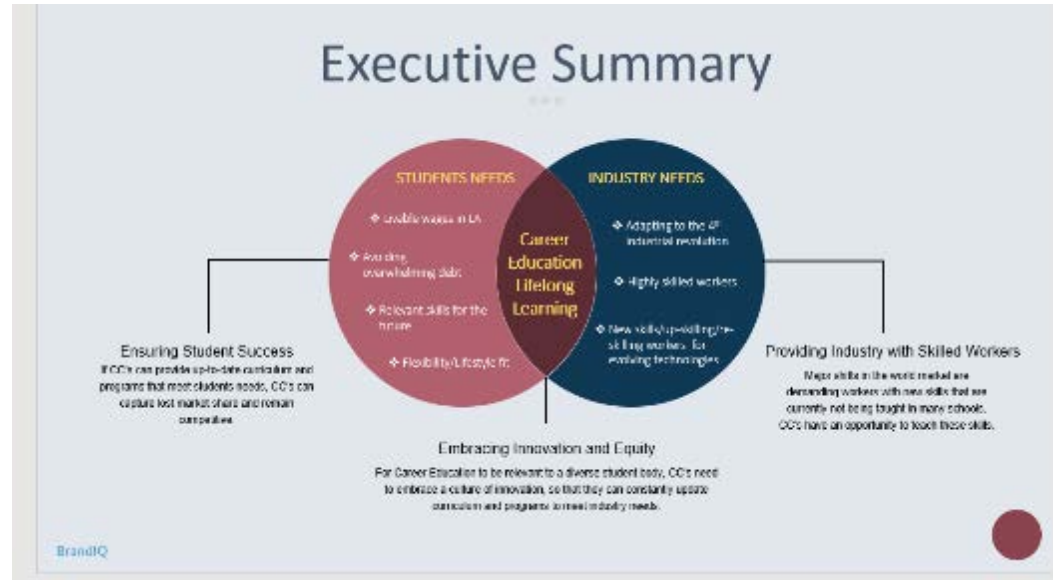 Executive Summary
STUDENTS NEEDS
❖ Livable wages in LA
❖ Avoiding
overwhelming debt
❖ Relevant skills for the
future
❖ Flexibility/Lifestyle fit
Career
Education
Lifelong
Learning
INDUSTRY NEEDS
❖ Adapting to the
industrial revolution
❖ Highly skilled workers
❖ New skills/up-skilling/re-
skilling workers for
evolving technologies
Ensuring Student Success
If CC's can provide up-to-date curriculum and
programs that meet students needs, CC's can
capture lost market share and remain
competitive.
Embracing Innovation and Equity
For Career Education to be relevant to a diverse student body, CC's need
to embrace a culture of innovation, so that they can constantly update
curriculum and programs to meet industry needs.
Providing Industry with Skilled Workers
Major shifts in the world market are
demanding workers with new skills that are
currently not being taught in many schools.
CC's have an opportunity to teach these skills.
BrandIQ